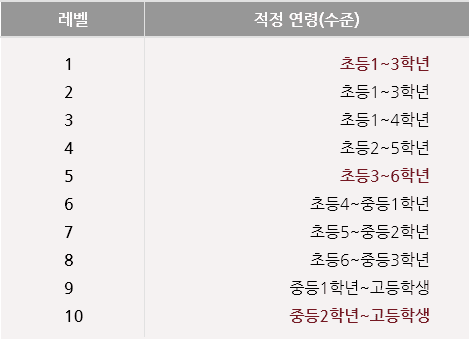 레벨 적정 연령(수준)
1 초등1~3학년
2 초등1~3학년
3 초등1~4학년
4 초등2~5학년
5 초등3~6학년
6 초등4~중등1학년
7 초등5~중등2학년
8 초등6~중등3학년
9 중등1학년~고등학생
10 중등2학년~고등학생